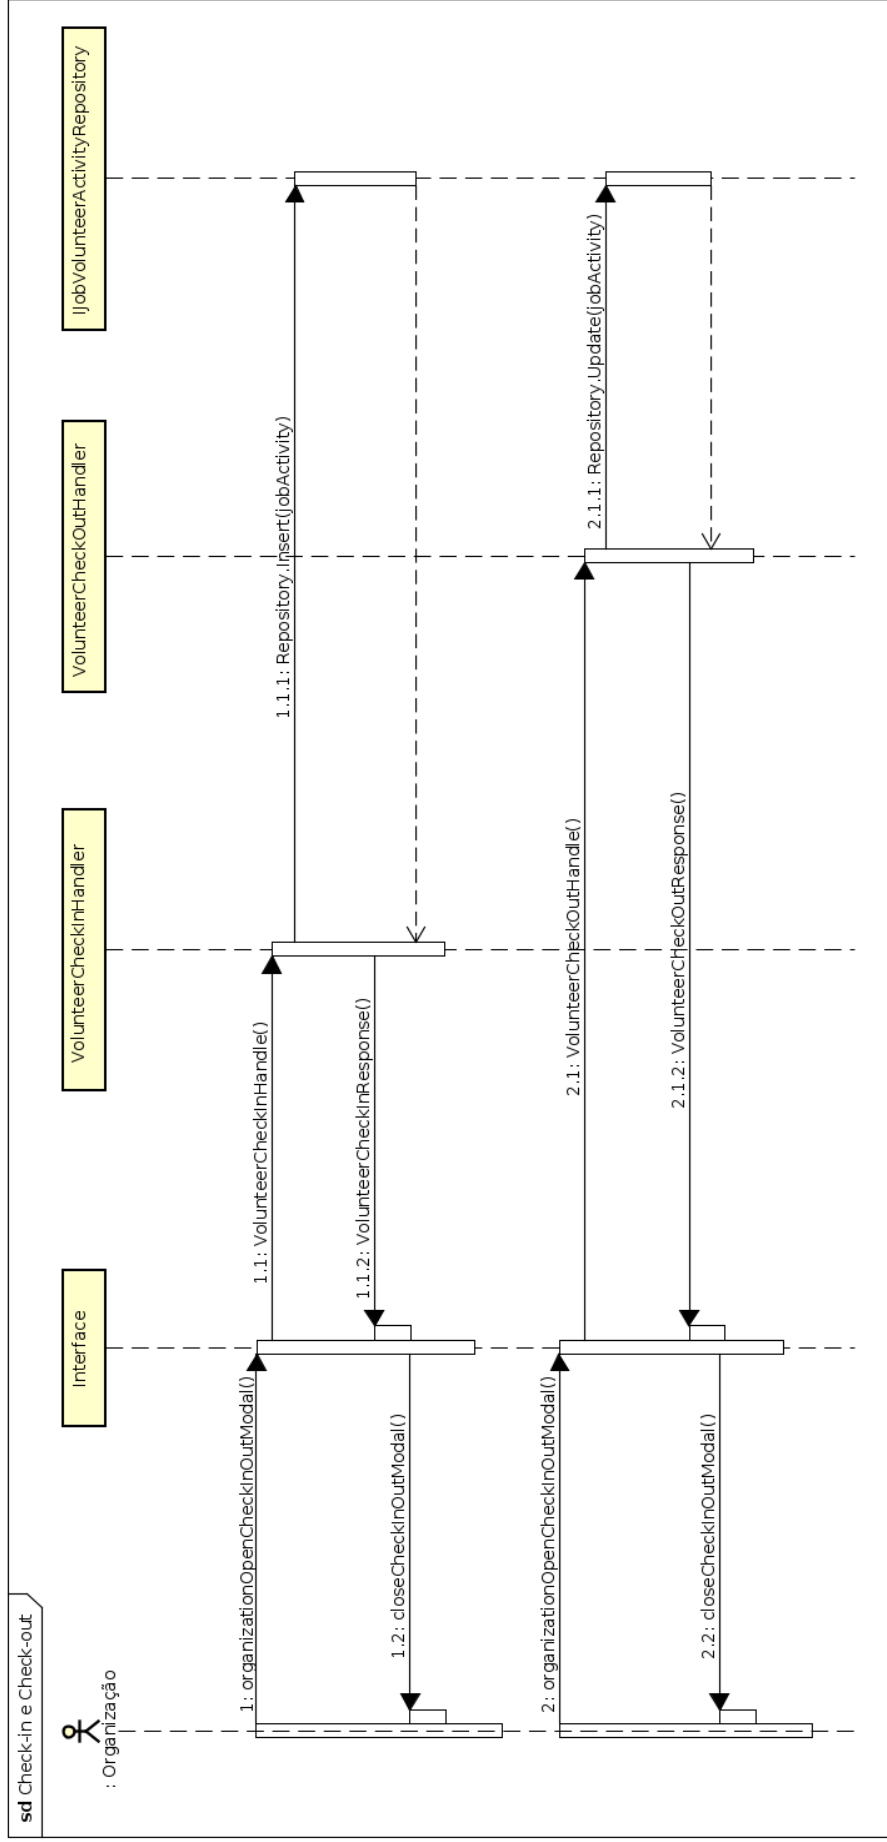 sd Check-in e Check-out
: Organização
Interface
VolunteerCheckInHandler
VolunteerCheckOutHandler
IJobVolunteerActivityRepository
1: organizationOpenCheckInOutModal()
1.1: VolunteerCheckInHandle()
1.1.1: Repository.Insert(jobActivity)
1.1.2: VolunteerCheckInResponse()
1.2: closeCheckInOutModal()
2: organizationOpenCheckInOutModal()
2.1: VolunteerCheckOutHandle()
2.1.1: Repository.Update(jobActivity)
2.1.2: VolunteerCheckOutResponse()
2.2: closeCheckInOutModal()